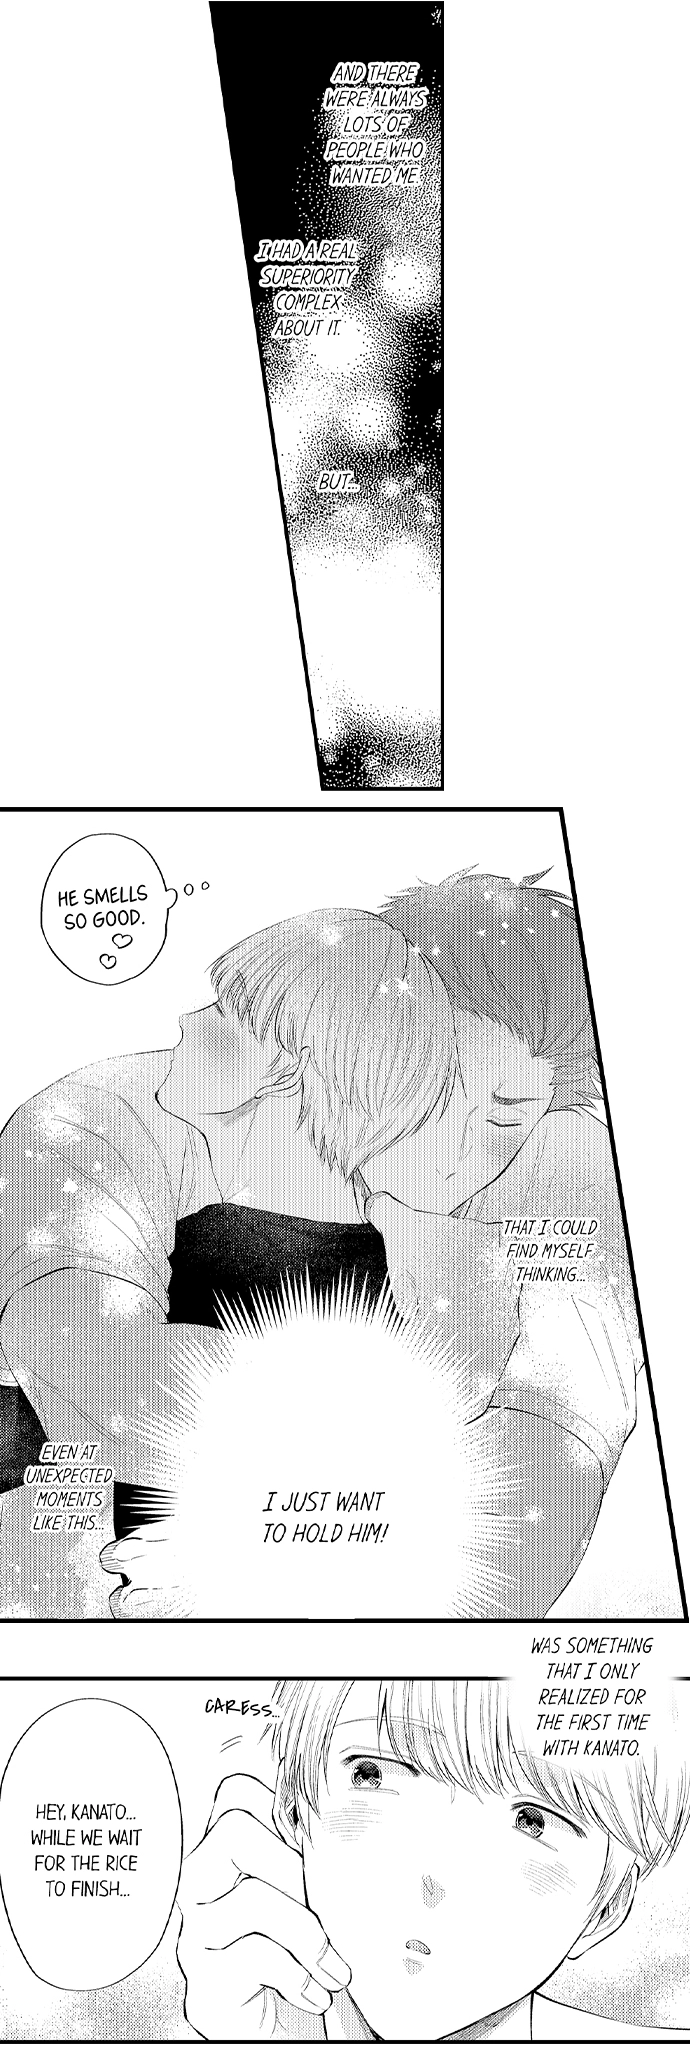 AND THERE
WERE ALWAYS
LOTS OF
PEOPLE WHO
WANTED ME.
I HAD A REAL
SUPERIORITY
COMPLEX
ABOUT IT.
BUT...
HE SMELLS
SO GOOD.
THAT I COULD
FIND MYSELF
THINKING...
EVEN AT
UNEXPECTED
MOMENTS
LIKE THIS...
I JUST WANT
TO HOLD HIM!
WAS SOMETHING
THAT I ONLY
REALIZED FOR
THE FIRST TIME
WITH KANATO.
CARESS...
HEY, KANATO...
WHILE WE WAIT
FOR THE RICE
TO FINISH...